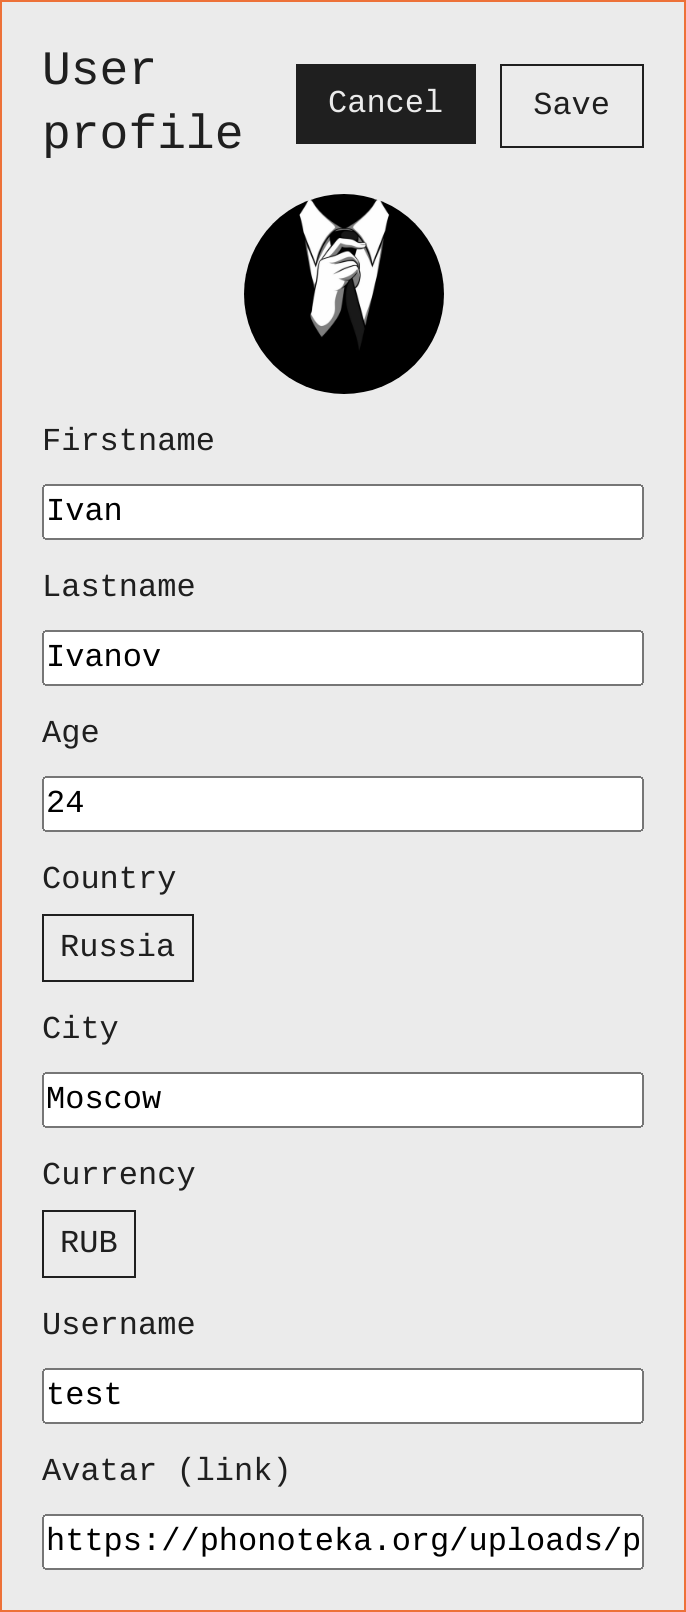 User
profile
Cancel
Save
Firstname
Ivan
Lastname
Ivanov
Age
24
Country
Russia
City
Moscow
Currency
RUB
Username
test
Avatar (link)
https://phonoteka.org/uploads/p